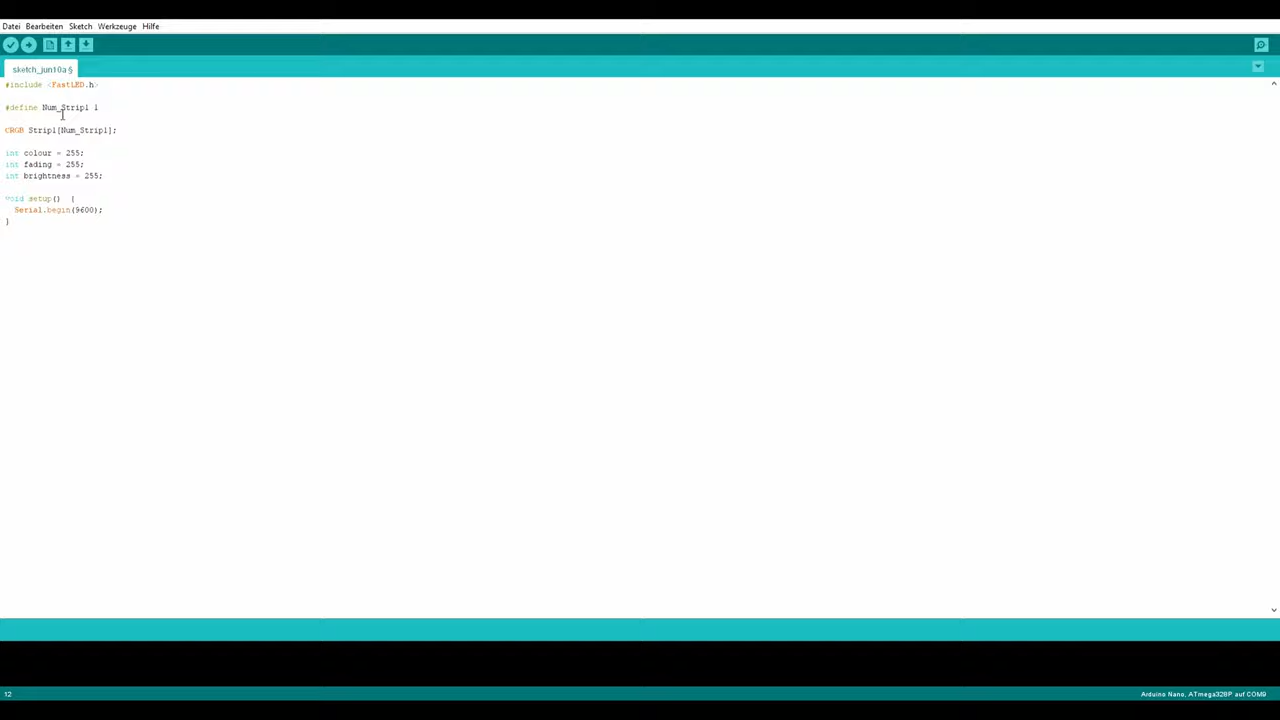 Datei Bearbeiten Sketch Werkzeuge Hilfe
sketch_jun10a §
#include <FastLED.h>
#define Num_Strip1 1
CRGB Strip1[Num_Strip1];
int colour = 255;
int fading = 255;
int brightness = 255;
void setup() {
Serial.begin(9600);
}
12
Arduino Nano, ATmega328P auf COM9